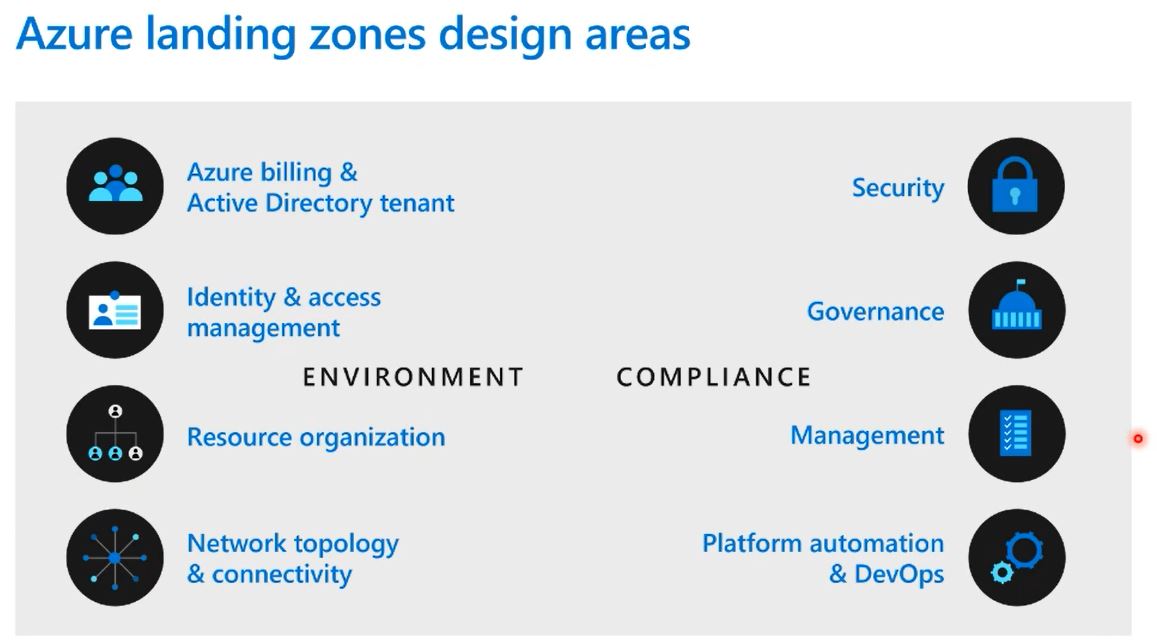 Azure landing zones design areas
Azure billing &
Active Directory tenant
Identity & access
management
ENVIRONMENT
Resource organization
Network topology
& connectivity
Security
Governance
COMPLIANCE
Management
Platform automation
& DevOps